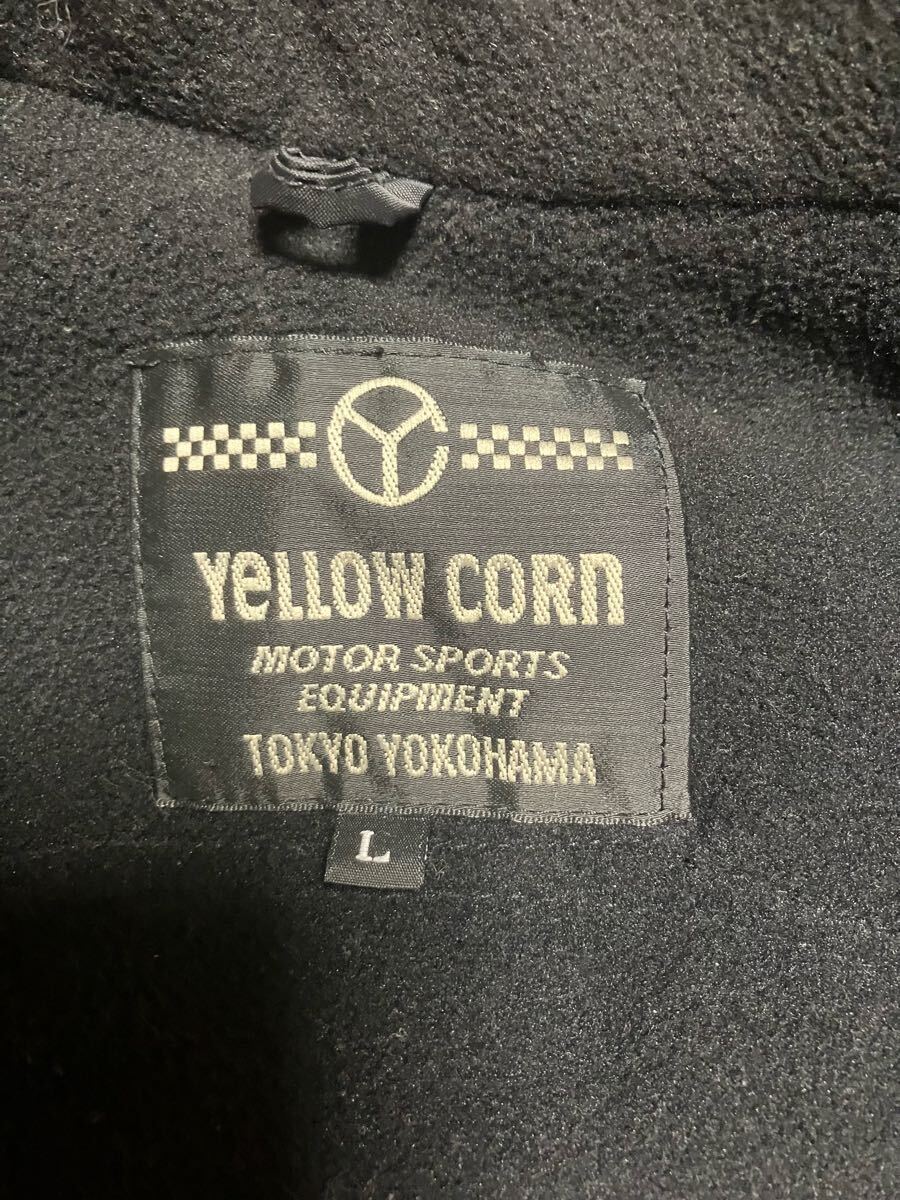 YeLLOW CORn
MOTOR SPORTS
EQUIPMENT
TOKYO YOKOHAMA
L